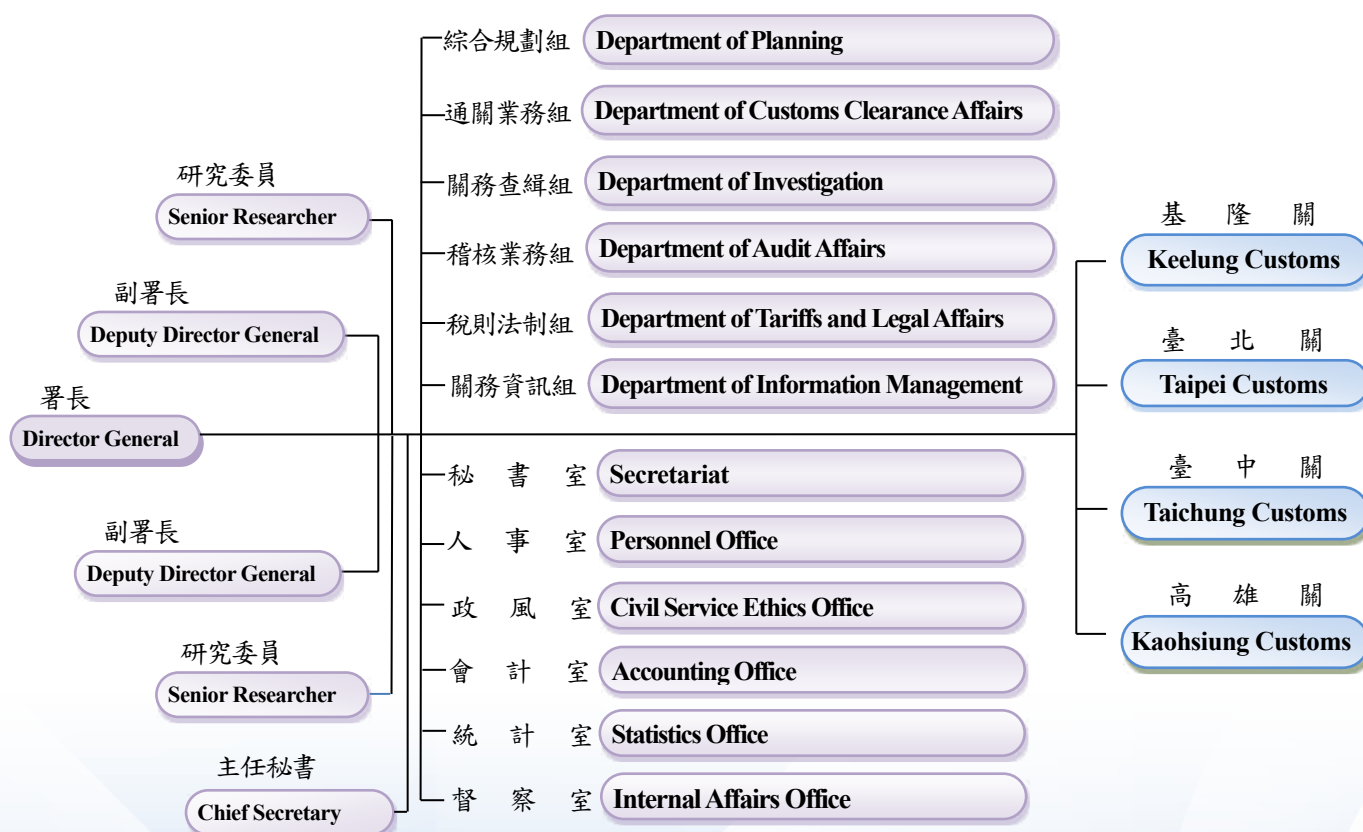 研究委員
Senior Researcher
副署長
Deputy Director General
署長
Director General
副署長
Deputy Director General
研究委員
Senior Researcher
主任秘書
Chief Secretary
綜合規劃組 Department of Planning
通關業務組 Department of Customs Clearance Affairs
關務查緝組 Department of Investigation
稽核業務組 Department of Audit Affairs
稅則法制組 Department of Tariffs and Legal Affairs
關務資訊組 Department of Information Management
秘書室 Secretariat
人事室 Personnel Office
政風室 Civil Service Ethics Office
會計室 Accounting Office
統計室 Statistics Office
督察室 Internal Affairs Office
基隆關
Keelung Customs
臺北關
Taipei Customs
臺中關
Taichung Customs
高雄關
Kaohsiung Customs